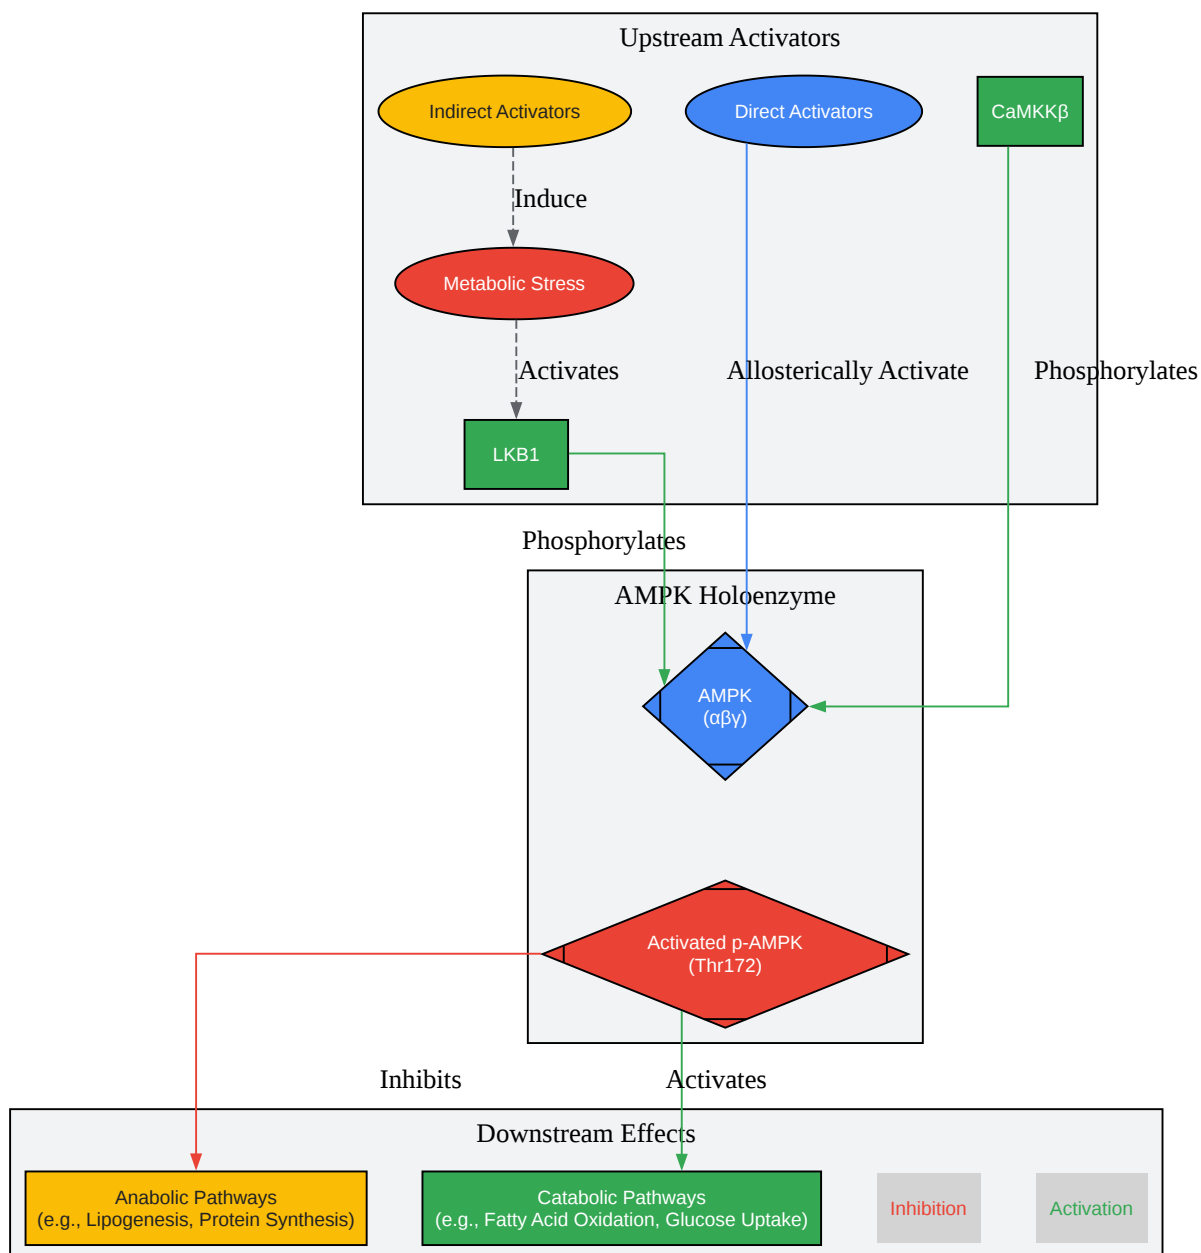 Upstream Activators
Indirect Activators
Direct Activators
CaMKKβ
Induce
Metabolic Stress
Activates
Allosterically Activate
Phosphorylates
LKB1
Phosphorylates
AMPK Holoenzyme
AMPK
(αβγ)
Activated p-AMPK
(Thr172)
Inhibits
Activates
Downstream Effects
Anabolic Pathways
(e.g., Lipogenesis, Protein Synthesis)
Catabolic Pathways
(e.g., Fatty Acid Oxidation, Glucose Uptake)
Inhibition
Activation